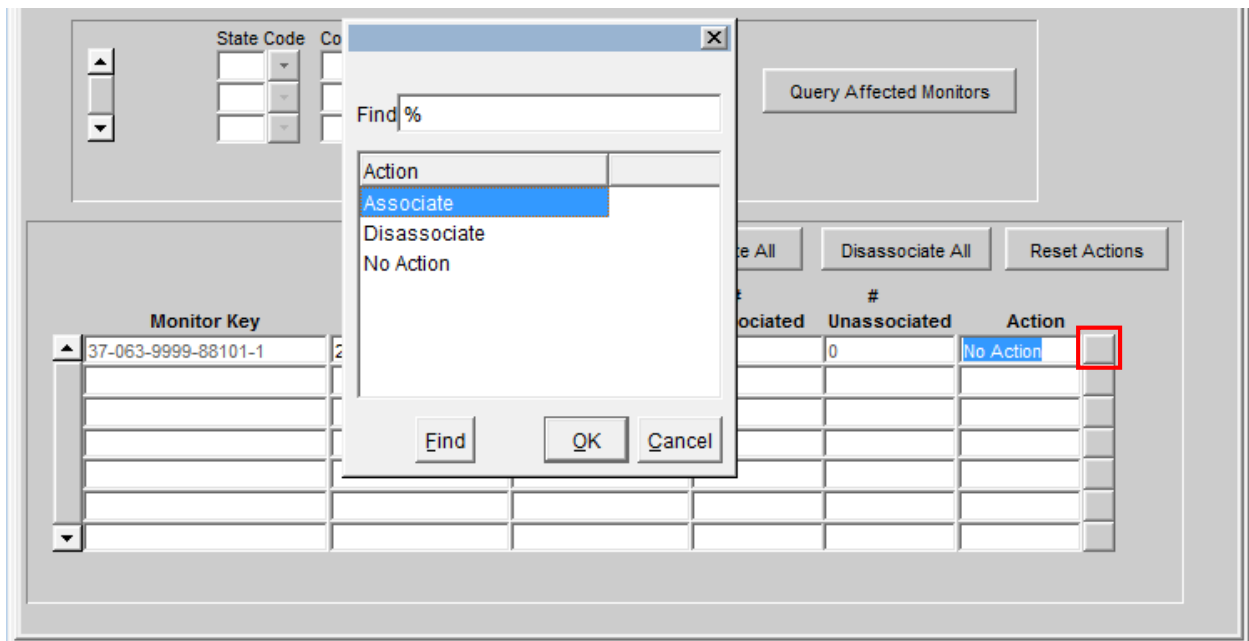 State Code Co
Query Affected Monitors
Find %
Action
Associate
Disassociate
No Action
te All Disassociate All Reset Actions
# #
Monitor Key ociated Unassociated Action
37-063-9999-88101-1 2 0 No Action
Find OK Cancel